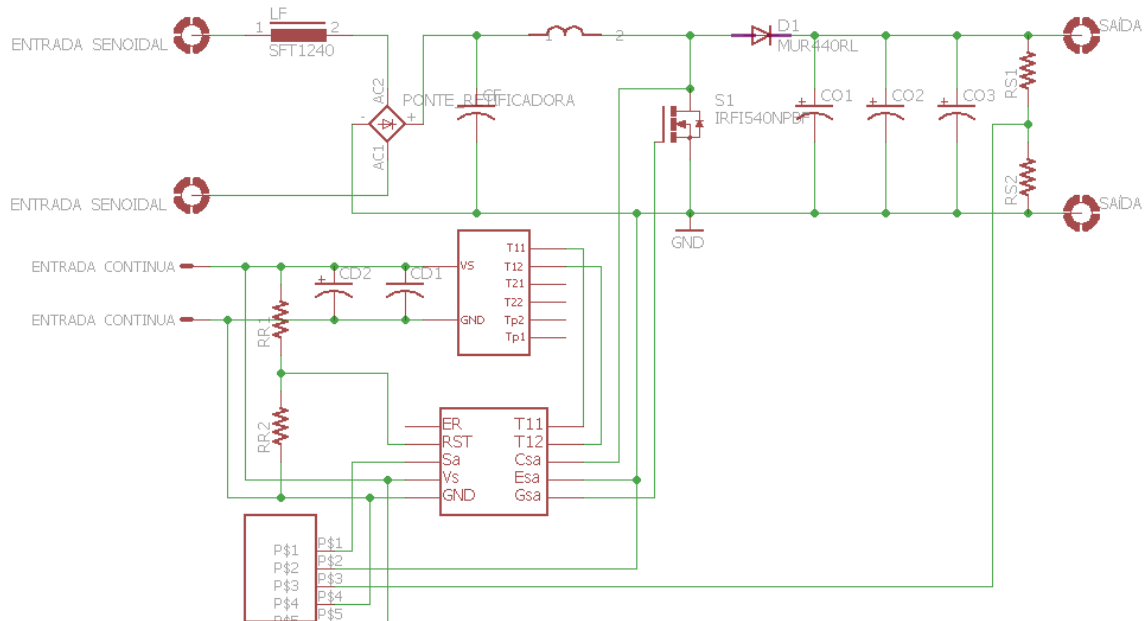 LF
1 2
SFT1240
ENTRADA SENOIDAL
AC2
PONTE RETIFICADORA
CF
- +
AC1
ENTRADA SENOIDAL
1 2
D1
MUR440RL
S1
IRFI540NPBF
+ CO1
+ CO2
+ CO3
RS1
RS2
SAÍDA
SAÍDA
GND
ENTRADA CONTINUA
ENTRADA CONTINUA
+ CD2
CD1
RR1
RR2
VS
GND
T11
T12
T21
T22
Tp2
Tp1
ER
RST
Sa
Vs
GND
T11
T12
Csa
Esa
Gsa
P$1 P$1
P$2 P$2
P$3 P$3
P$4 P$4
P$5 P$5